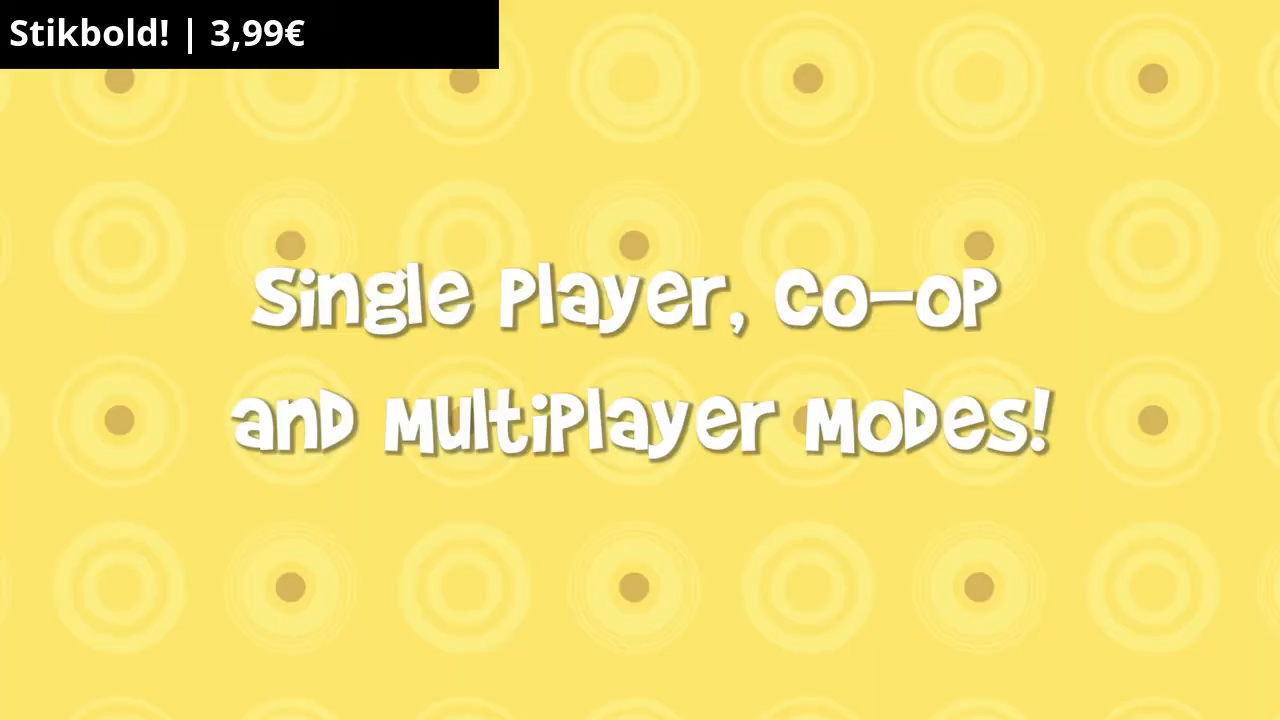 Stikbold! | 3,99€
Single Player, Co-op
and Multiplayer Modes!